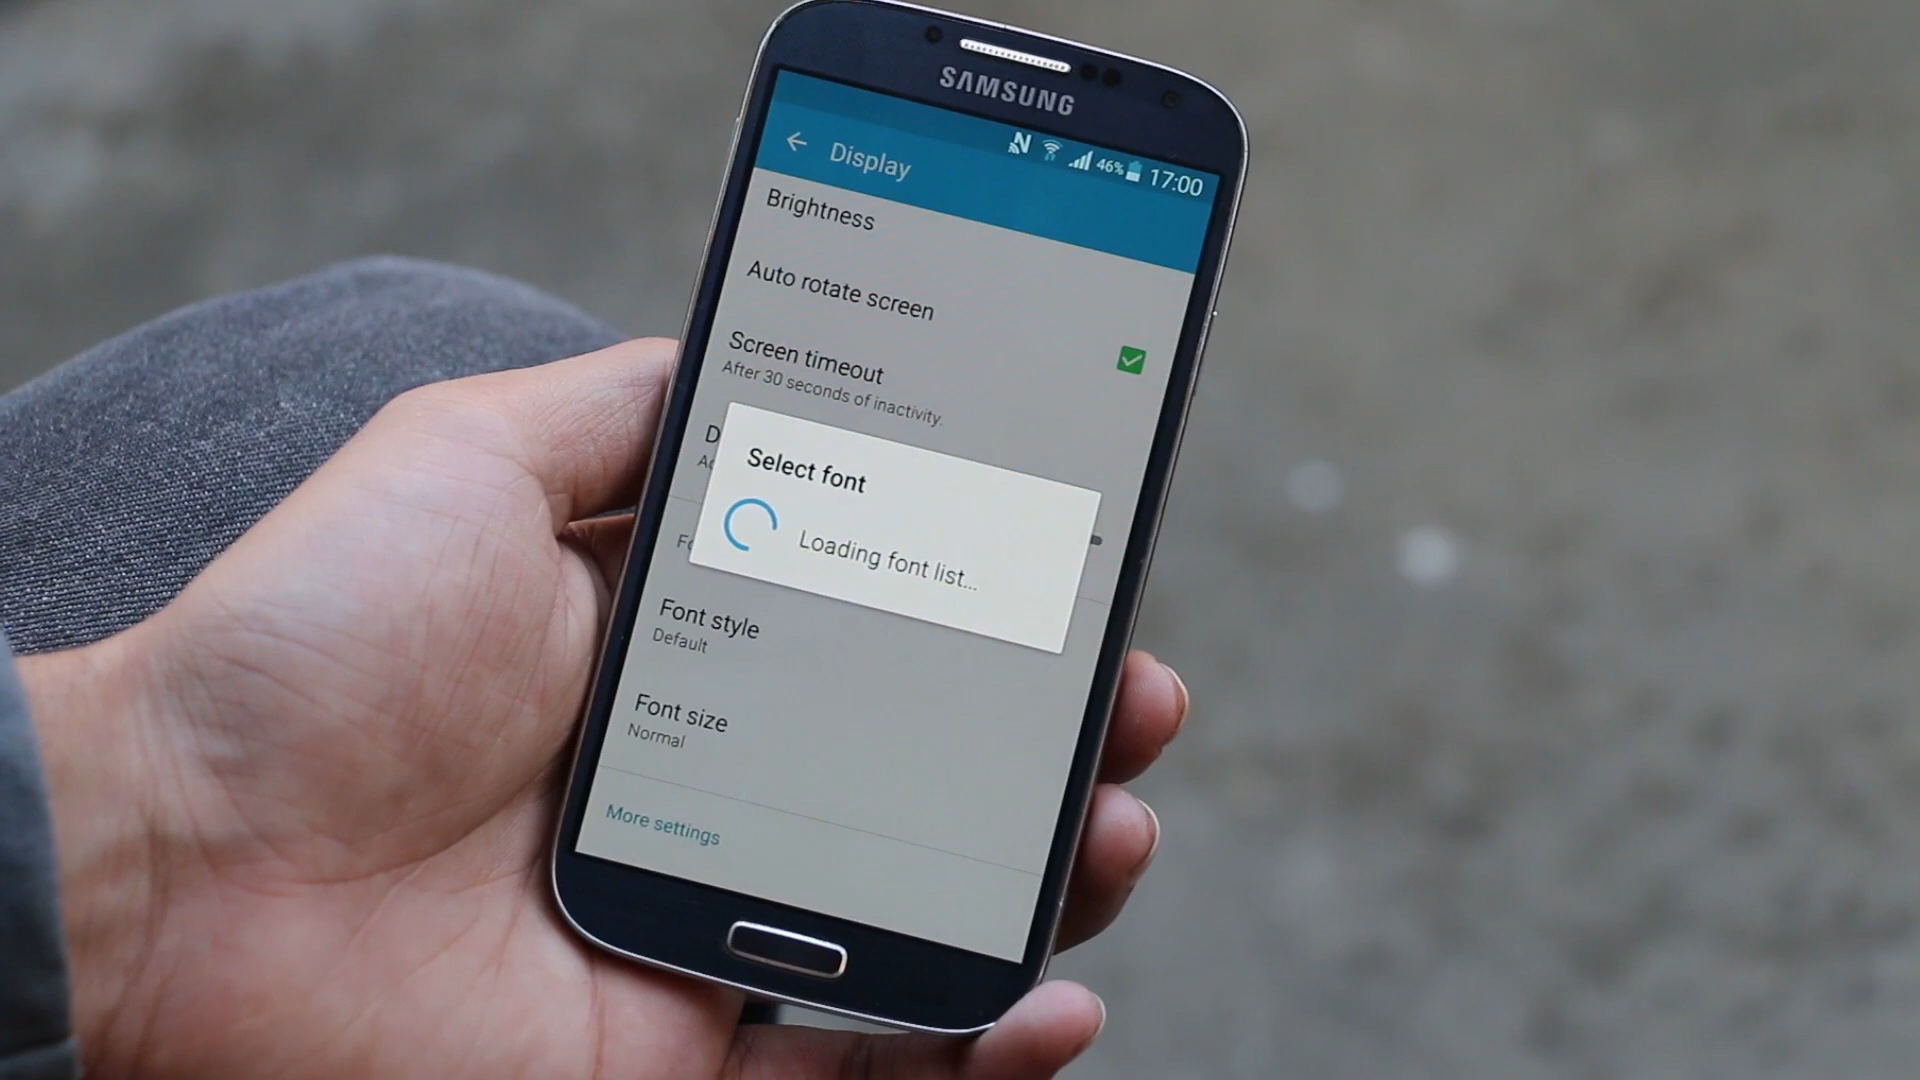 SAMSUNG
46% 17:00
Display
Brightness
Auto rotate screen
Screen timeout
After 30 seconds of inactivity.
Select font
Loading font list...
Font style
Default
Font size
Normal
More settings